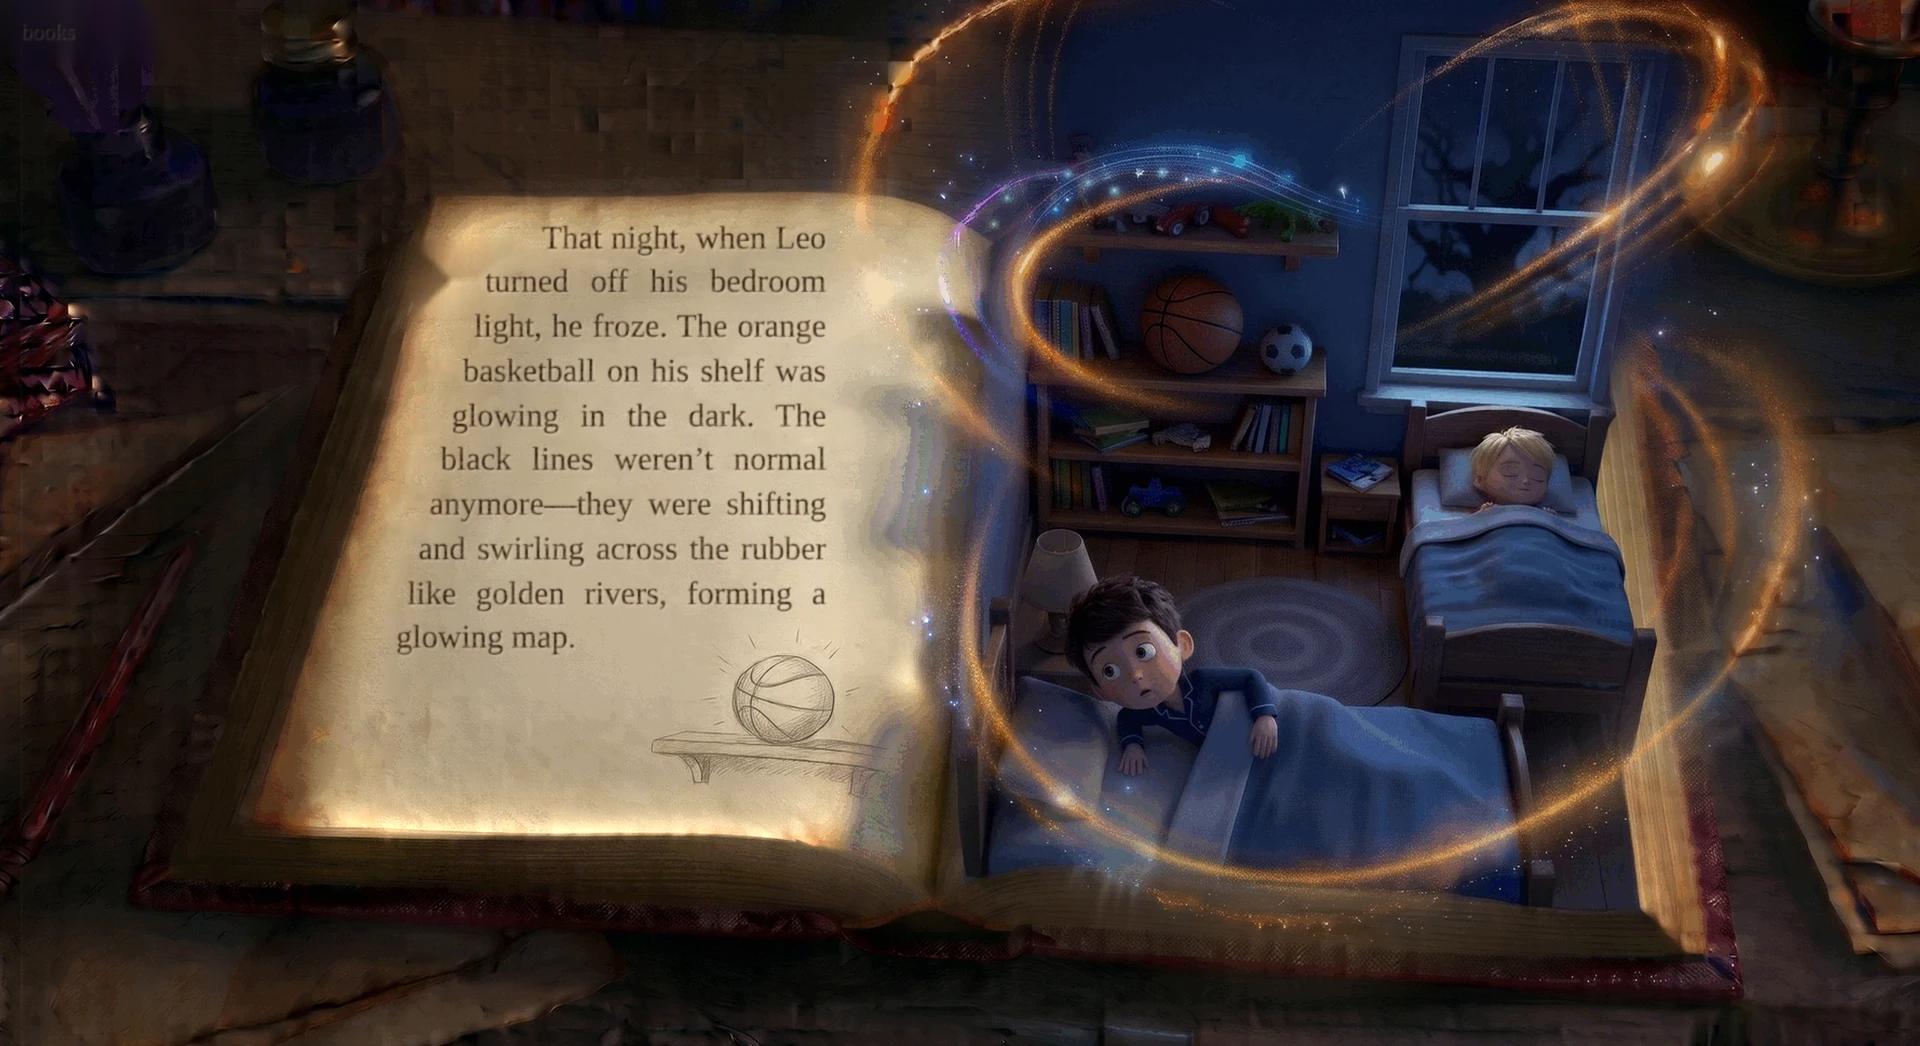 books
That night, when Leo
turned off his bedroom
light, he froze. The orange
basketball on his shelf was
glowing in the dark. The
black lines weren’t normal
anymore—they were shifting
and swirling across the rubber
like golden rivers, forming a
glowing map.